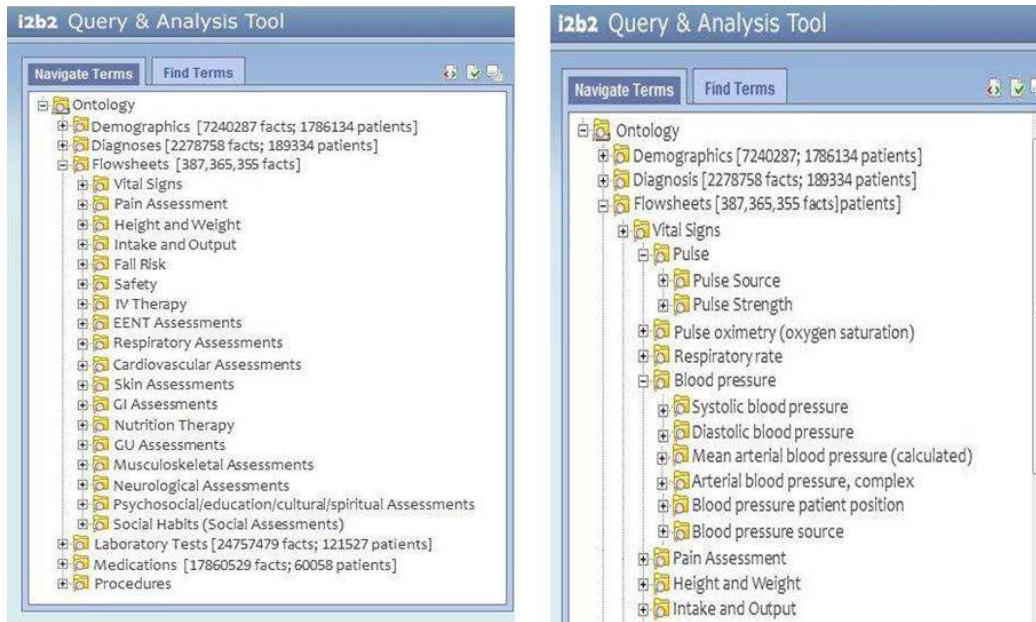 i2b2 Query & Analysis Tool
Navigate Terms
Find Terms
Ontology
Demographics [7240287 facts; 1786134 patients]
Diagnoses [2278758 facts; 189334 patients]
Flowsheets [387,365,355 facts]
Vital Signs
Pain Assessment
Height and Weight
Intake and Output
Fall Risk
Safety
IV Therapy
EENT Assessments
Respiratory Assessments
Cardiovascular Assessments
Skin Assessments
GI Assessments
Nutrition Therapy
GU Assessments
Musculoskeletal Assessments
Neurological Assessments
Psychosocial/education/cultural/spiritual Assessments
Social Habits (Social Assessments)
Laboratory Tests [24757479 facts; 121527 patients]
Medications [17860529 facts; 60058 patients]
Procedures
i2b2 Query & Analysis Tool
Navigate Terms
Find Terms
Ontology
Demographics [7240287; 1786134 patients]
Diagnosis [2278758 facts; 189334 patients]
Flowsheets [387,365,355 facts]patients]
Vital Signs
Pulse
Pulse Source
Pulse Strength
Pulse oximetry (oxygen saturation)
Respiratory rate
Blood pressure
Systolic blood pressure
Diastolic blood pressure
Mean arterial blood pressure (calculated)
Arterial blood pressure, complex
Blood pressure patient position
Blood pressure source
Pain Assessment
Height and Weight
Intake and Output